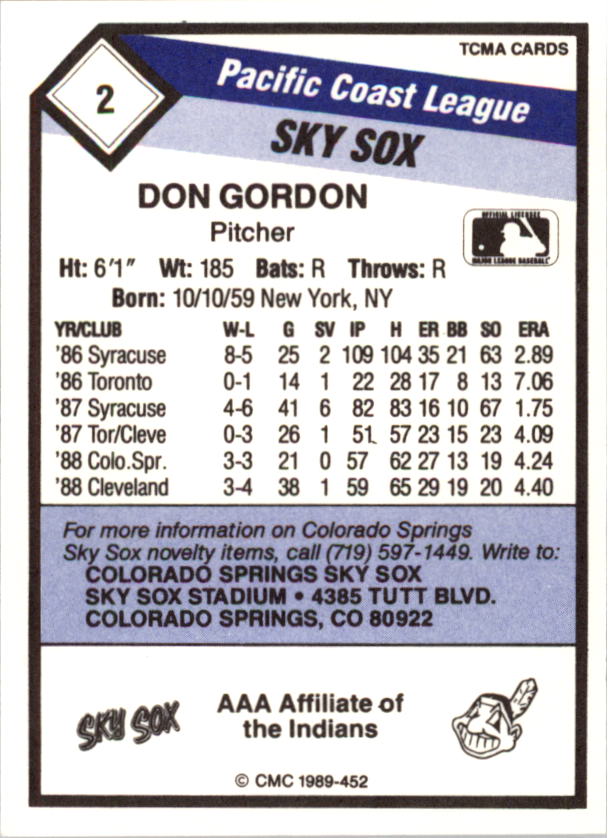 TCMA CARDS
2
Pacific Coast League
SKY SOX
DON GORDON
Pitcher
OFFICIAL LICENSEE
MAJOR LEAGUE BASEBALL
Ht: 6'1" Wt: 185 Bats: R Throws: R
Born: 10/10/59 New York, NY
YR/CLUB W-L G SV IP H ER BB SO ERA
'86 Syracuse 8-5 25 2 109 104 35 21 63 2.89
'86 Toronto 0-1 14 1 22 28 17 8 13 7.06
'87 Syracuse 4-6 41 6 82 83 16 10 67 1.75
'87 Tor/Cleve 0-3 26 1 51 57 23 15 23 4.09
'88 Colo.Spr. 3-3 21 0 57 62 27 13 19 4.24
'88 Cleveland 3-4 38 1 59 65 29 19 20 4.40
For more information on Colorado Springs
Sky Sox novelty items, call (719) 597-1449. Write to:
COLORADO SPRINGS SKY SOX
SKY SOX STADIUM • 4385 TUTT BLVD.
COLORADO SPRINGS, CO 80922
SKY SOX
AAA Affiliate of
the Indians
© CMC 1989-452